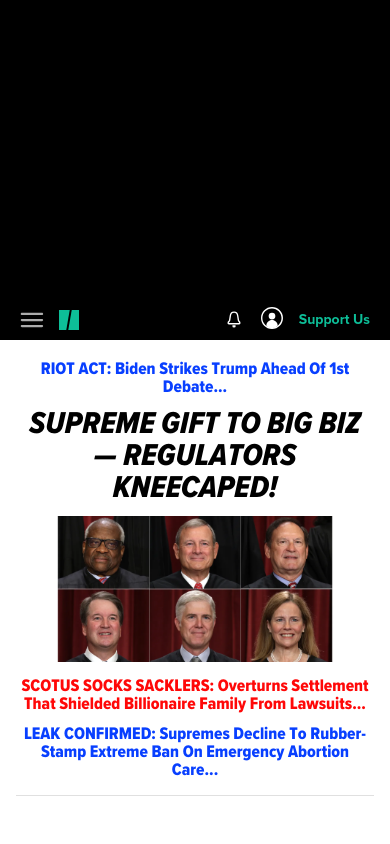 Support Us
RIOT ACT: Biden Strikes Trump Ahead Of 1st
Debate...
SUPREME GIFT TO BIG BIZ
— REGULATORS
KNEECAPED!
SCOTUS SOCKS SACKLERS: Overturns Settlement
That Shielded Billionaire Family From Lawsuits...
LEAK CONFIRMED: Supremes Decline To Rubber-
Stamp Extreme Ban On Emergency Abortion
Care...